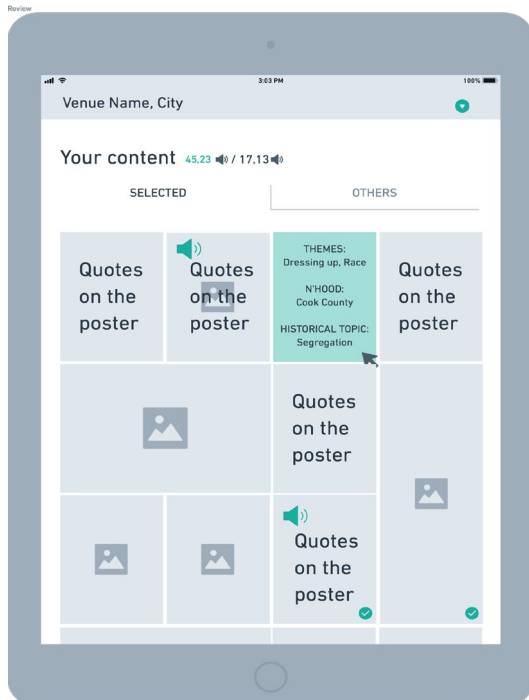 Review
3:03 PM
100%
Venue Name, City
Your content 45,23 / 17,13
SELECTED
OTHERS
Quotes
on the
poster
Quotes
on the
poster
THEMES:
Dressing up, Race
N'HOOD:
Cook County
HISTORICAL TOPIC:
Segregation
Quotes
on the
poster
Quotes
on the
poster
Quotes
on the
poster